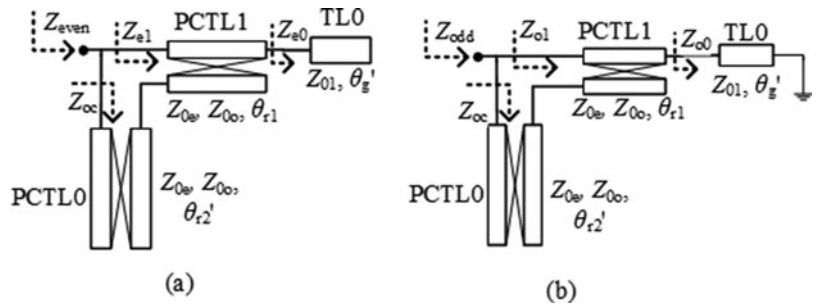 Zeven
Ze1
PCTL1
Ze0
TL0
Z01, θg'
Zoc
Z0e, Z0o, θr1
PCTL0
Z0e, Z0o,
θr2'
(a)
Zodd
Zo1
PCTL1
Zo0
TL0
Z01, θg'
Zoc
Z0e, Z0o, θr1
PCTL0
Z0e, Z0o,
θr2'
(b)